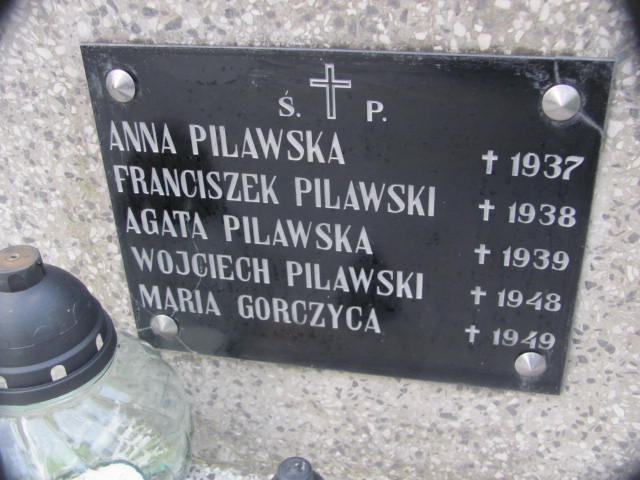 Ś. P.
ANNA PILAWSKA † 1937
FRANCISZEK PILAWSKI † 1938
AGATA PILAWSKA † 1939
WOJCIECH PILAWSKI † 1948
MARIA GORCZYCA † 1949